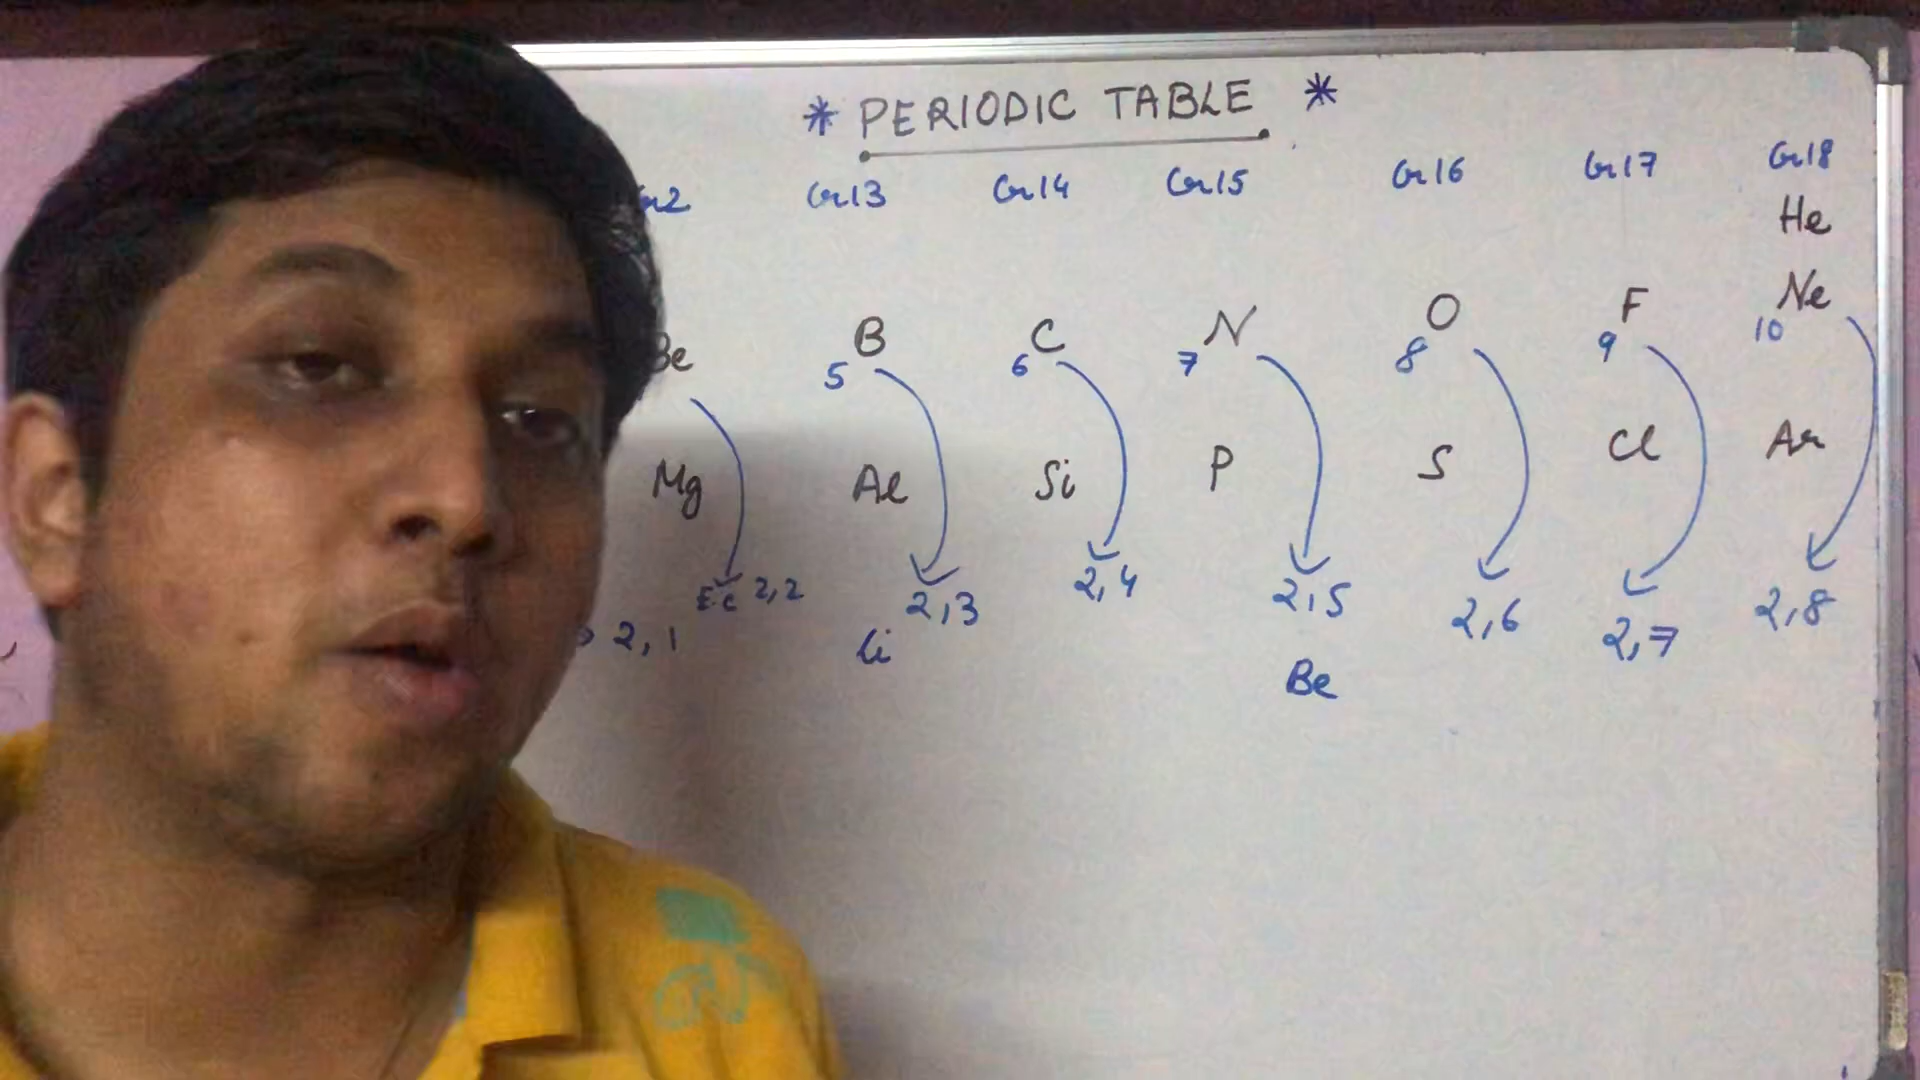 * PERIODIC TABLE *
Gr2 Gr13 Gr14 Gr15 Gr16 Gr17 Gr18
He
Be 5 B 6 C 7 N 8 O 9 F 10 Ne
Mg Al Si P S Cl Ar
E.C 2,2 2,3 2,4 2,5 2,6 2,7 2,8
2,1 Li Be